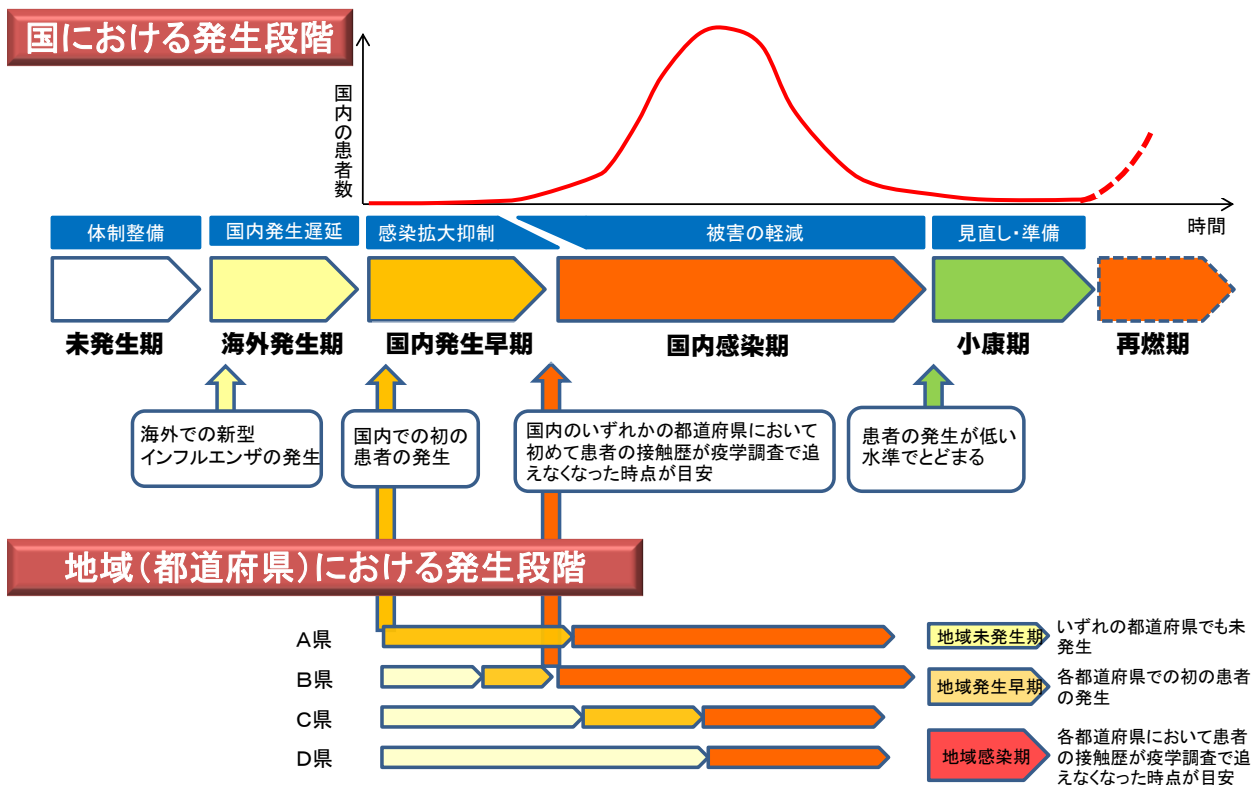 国における発生段階
国内の患者数
時間
体制整備
国内発生遅延
感染拡大抑制
被害の軽減
見直し・準備
未発生期
海外発生期
国内発生早期
国内感染期
小康期
再燃期
海外での新型
インフルエンザの発生
国内での初の
患者の発生
国内のいずれかの都道府県において
初めて患者の接触歴が疫学調査で追
えなくなった時点が目安
患者の発生が低い
水準でとどまる
地域(都道府県)における発生段階
A県
B県
C県
D県
地域未発生期
いずれの都道府県でも未
発生
地域発生早期
各都道府県での初の患者
の発生
地域感染期
各都道府県において患者
の接触歴が疫学調査で追
えなくなった時点が目安